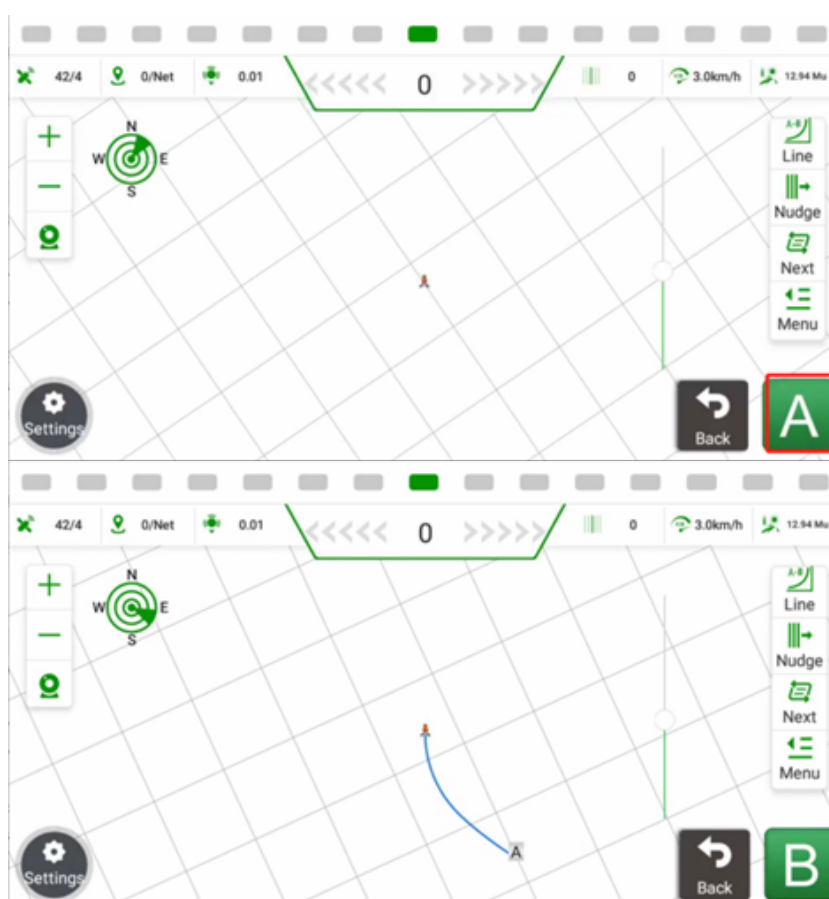 42/4 0/Net 0.01 <<<<< 0 >>>>> 0 3.0km/h 12.94 Mu
+
N
W E
S
−
A-B
Line
Nudge
Next
Menu
Settings
Back
A
42/4 0/Net 0.01 <<<<< 0 >>>>> 0 3.0km/h 12.94 Mu
+
N
W E
S
−
A-B
Line
Nudge
Next
Menu
A
Settings
Back
B